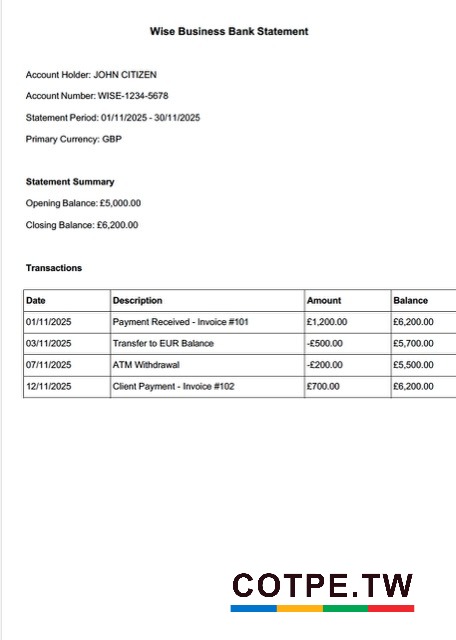 Wise Business Bank Statement
Account Holder: JOHN CITIZEN
Account Number: WISE-1234-5678
Statement Period: 01/11/2025 - 30/11/2025
Primary Currency: GBP
Statement Summary
Opening Balance: £5,000.00
Closing Balance: £6,200.00
Transactions
Date Description Amount Balance
01/11/2025 Payment Received - Invoice #101 £1,200.00 £6,200.00
03/11/2025 Transfer to EUR Balance -£500.00 £5,700.00
07/11/2025 ATM Withdrawal -£200.00 £5,500.00
12/11/2025 Client Payment - Invoice #102 £700.00 £6,200.00
COTPE.TW